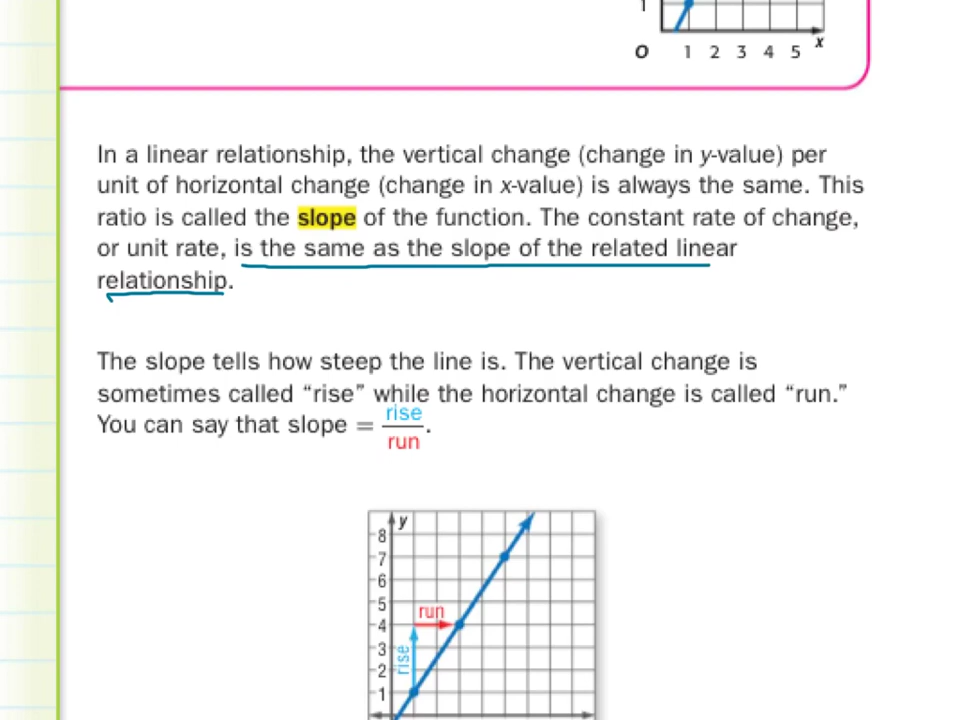 1
O 1 2 3 4 5 x
In a linear relationship, the vertical change (change in y-value) per
unit of horizontal change (change in x-value) is always the same. This
ratio is called the slope of the function. The constant rate of change,
or unit rate, is the same as the slope of the related linear
relationship.
The slope tells how steep the line is. The vertical change is
sometimes called “rise” while the horizontal change is called “run.”
You can say that slope = rise/run.
y
8
7
6
5
run
4
3
rise
2
1